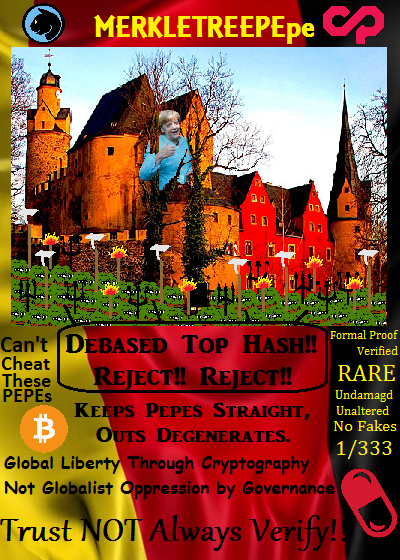 MERKLETREEPEpe
Debased Top Hash!!
Reject!! Reject!!
Can't
Cheat
These
PEPEs
Formal Proof
Verified
RARE
Undamagd
Unaltered
No Fakes
1/333
Keeps Pepes Straight,
Outs Degenerates.
Global Liberty Through Cryptography
Not Globalist Oppression by Governance
Trust NOT Always Verify!!